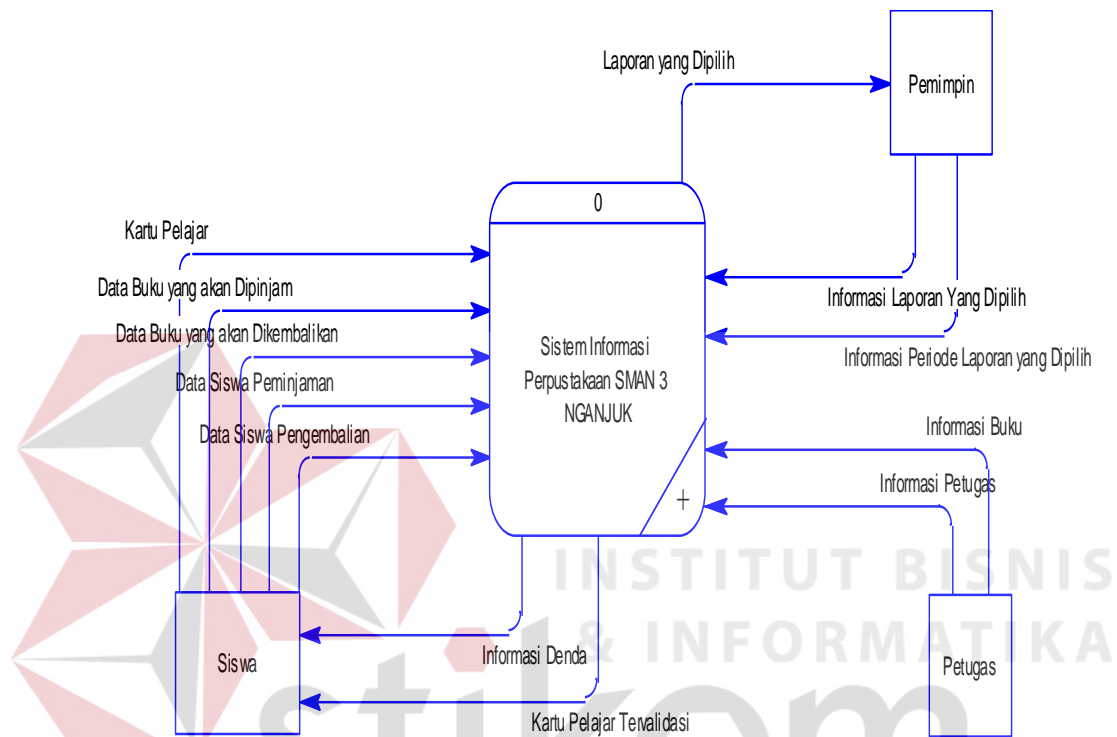 Laporan yang Dipilih
Pemimpin
0
Kartu Pelajar
Data Buku yang akan Dipinjam
Informasi Laporan Yang Dipilih
Data Buku yang akan Dikembalikan
Sistem Informasi
Perpustakaan SMAN 3
NGANJUK
Informasi Periode Laporan yang Dipilih
Data Siswa Peminjaman
Data Siswa Pengembalian
Informasi Buku
Informasi Petugas
+
INSTITUT BISNIS
& INFORMATIKA
stikom
Siswa
Informasi Denda
Petugas
Kartu Pelajar Tervalidasi